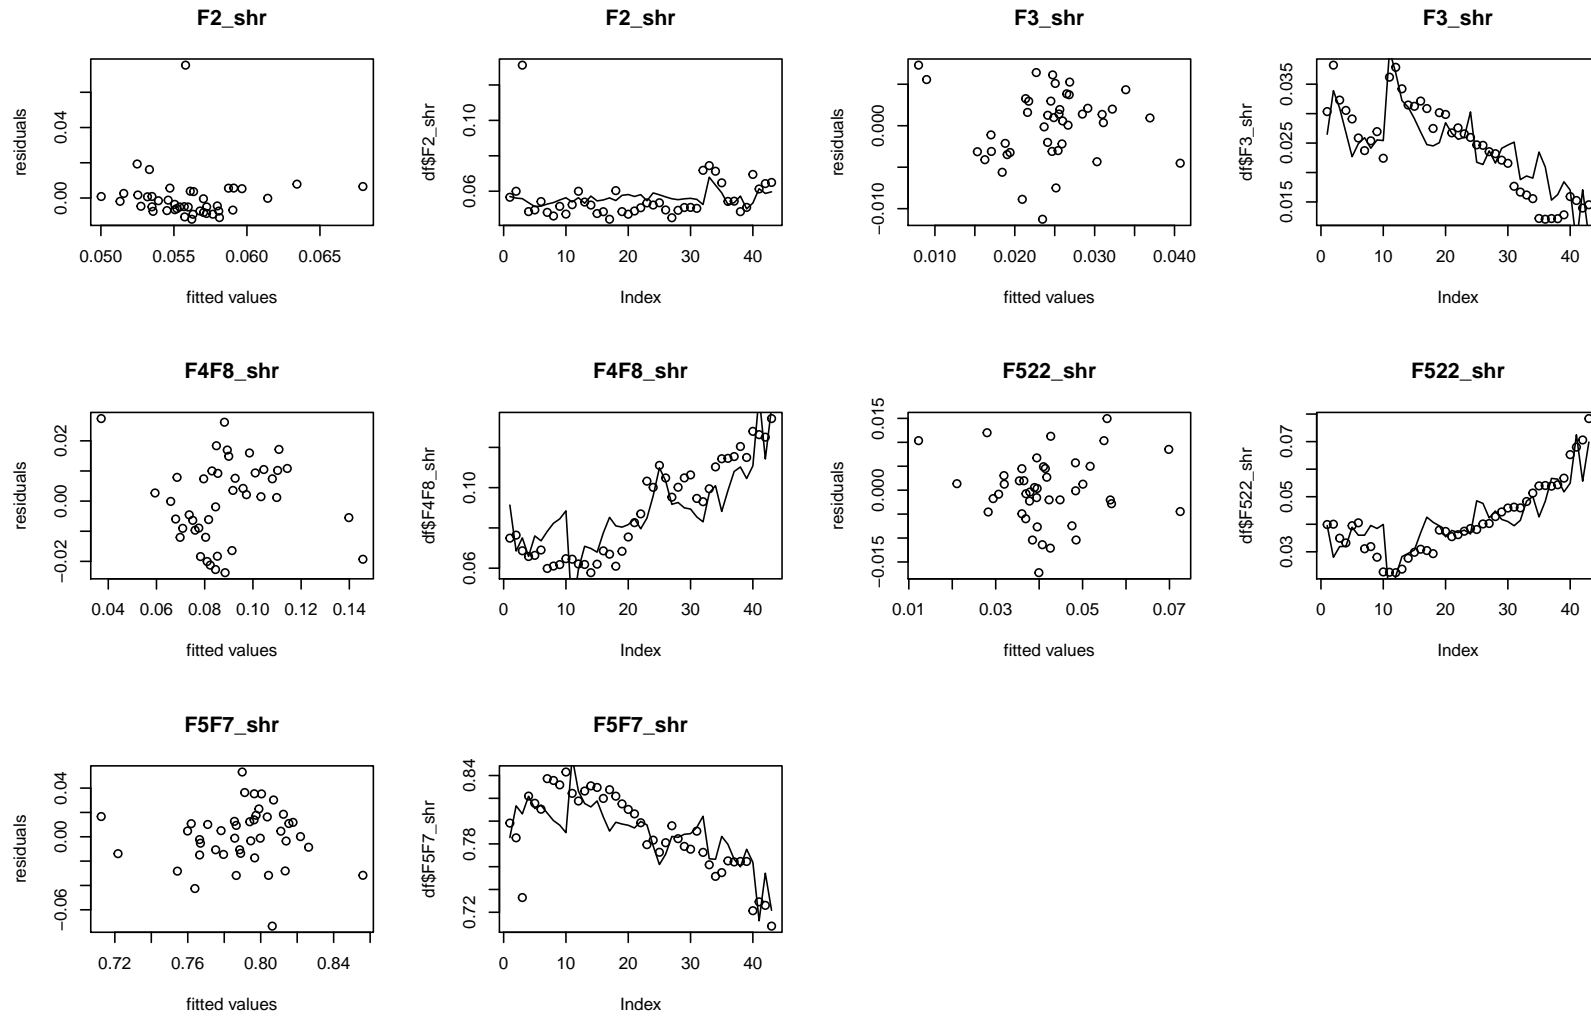 F2_shr
residuals
0.00
0.04
0.050
0.055
0.060
0.065
fitted values
F2_shr
df$F2_shr
0.06
0.10
0
10
20
30
40
Index
F3_shr
residuals
−0.010
0.000
0.010
0.020
0.030
0.040
fitted values
F3_shr
df$F3_shr
0.015
0.025
0.035
0
10
20
30
40
Index
F4F8_shr
residuals
−0.02
0.00
0.02
0.04
0.06
0.08
0.10
0.12
0.14
fitted values
F4F8_shr
df$F4F8_shr
0.06
0.10
0
10
20
30
40
Index
F522_shr
residuals
−0.015
0.000
0.015
0.01
0.03
0.05
0.07
fitted values
F522_shr
df$F522_shr
0.03
0.05
0.07
0
10
20
30
40
Index
F5F7_shr
residuals
−0.06
0.00
0.04
0.72
0.76
0.80
0.84
fitted values
F5F7_shr
df$F5F7_shr
0.72
0.78
0.84
0
10
20
30
40
Index